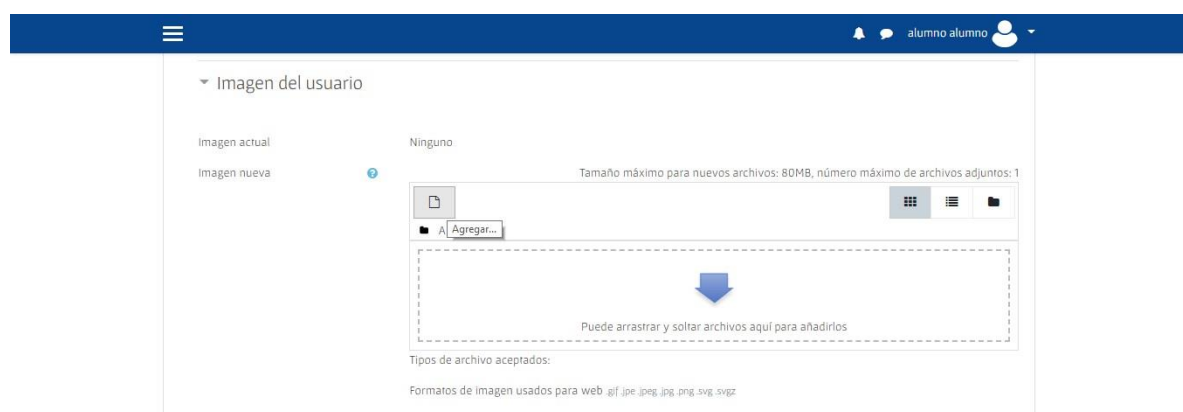 alumno alumno
Imagen del usuario
Imagen actual
Ninguno
Imagen nueva
Tamaño máximo para nuevos archivos: 80MB, número máximo de archivos adjuntos: 1
A
Agregar...
Puede arrastrar y soltar archivos aquí para añadirlos
Tipos de archivo aceptados:
Formatos de imagen usados para web .gif .jpe .jpeg .jpg .png .svg .svgz